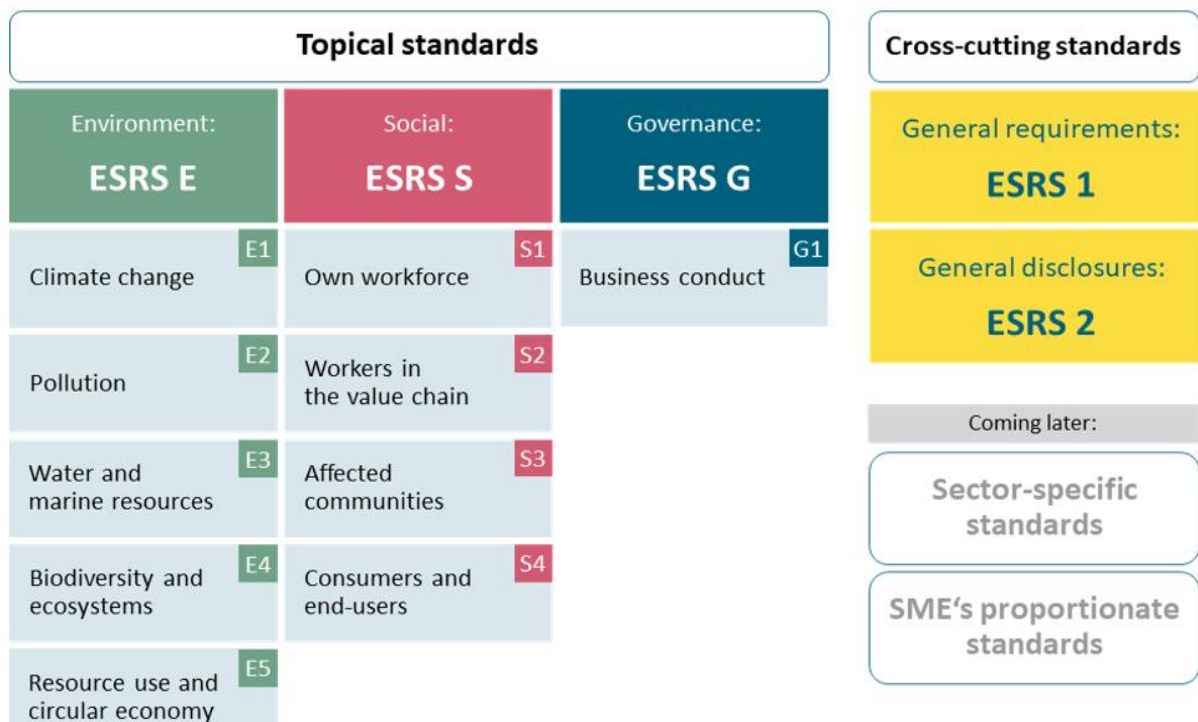 Topical standards
Environment:
ESRS E
Social:
ESRS S
Governance:
ESRS G
E1
Climate change
S1
Own workforce
G1
Business conduct
E2
Pollution
S2
Workers in
the value chain
E3
Water and
marine resources
S3
Affected
communities
E4
Biodiversity and
ecosystems
S4
Consumers and
end-users
E5
Resource use and
circular economy
Cross-cutting standards
General requirements:
ESRS 1
General disclosures:
ESRS 2
Coming later:
Sector-specific
standards
SME‘s proportionate
standards